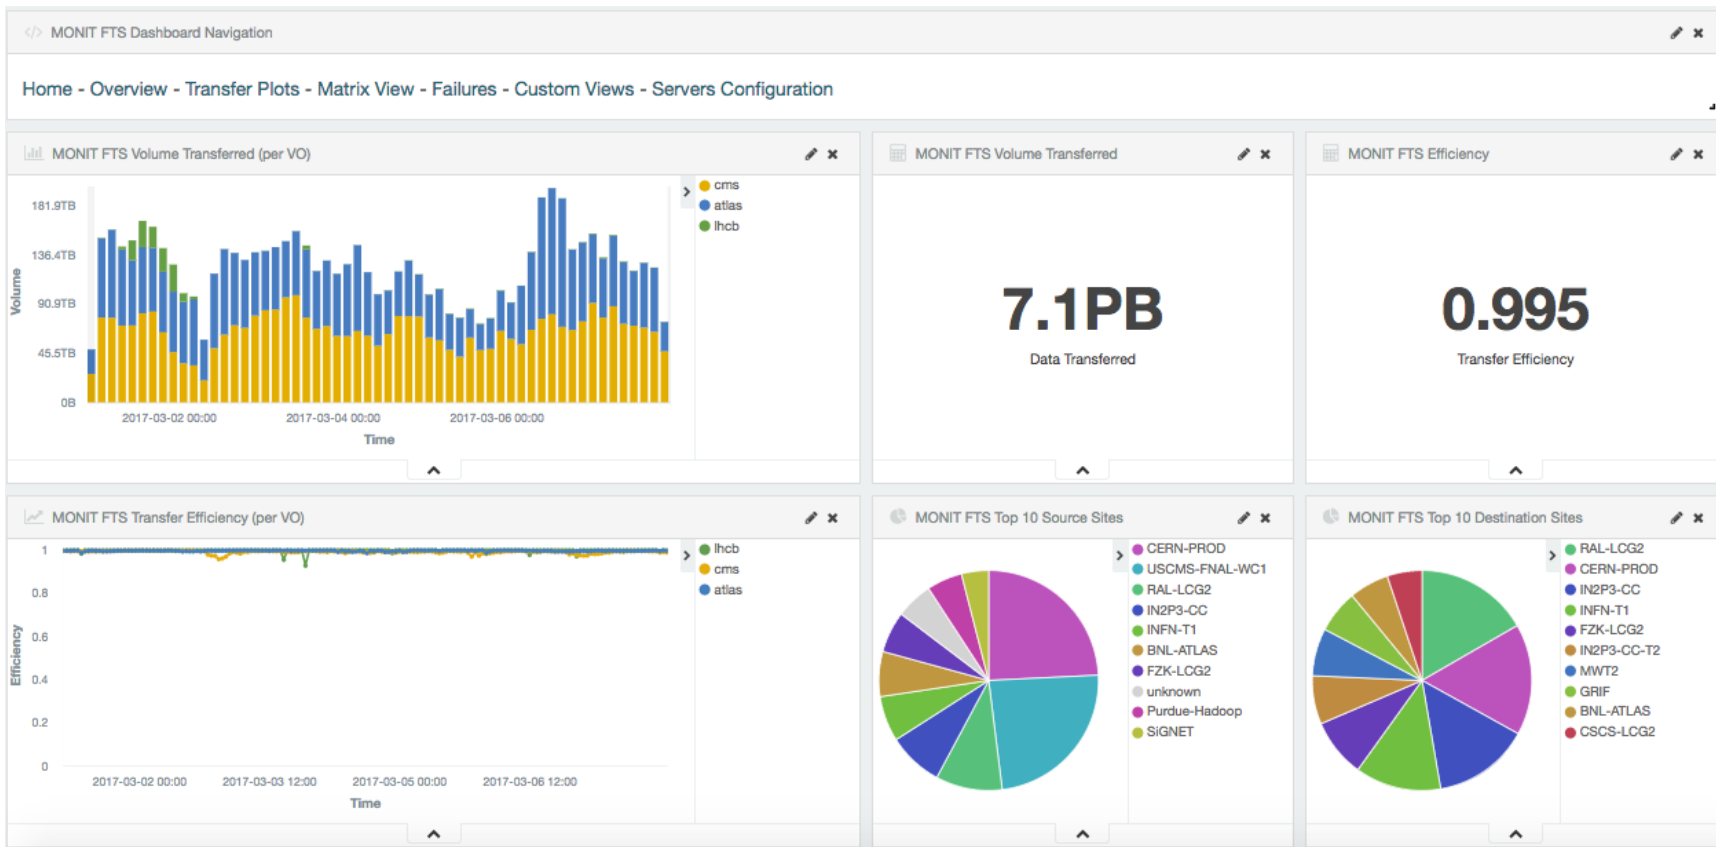 MONIT FTS Dashboard Navigation
Home - Overview - Transfer Plots - Matrix View - Failures - Custom Views - Servers Configuration
MONIT FTS Volume Transferred (per VO)
181.9TB
136.4TB
90.9TB
45.5TB
0B
Volume
2017-03-02 00:00
2017-03-04 00:00
2017-03-06 00:00
Time
cms
atlas
lhcb
MONIT FTS Volume Transferred
7.1PB
Data Transferred
MONIT FTS Efficiency
0.995
Transfer Efficiency
MONIT FTS Transfer Efficiency (per VO)
1
0.8
0.6
0.4
0.2
0
Efficiency
2017-03-02 00:00
2017-03-03 12:00
2017-03-05 00:00
2017-03-06 12:00
Time
lhcb
cms
atlas
MONIT FTS Top 10 Source Sites
CERN-PROD
USCMS-FNAL-WC1
RAL-LCG2
IN2P3-CC
INFN-T1
BNL-ATLAS
FZK-LCG2
unknown
Purdue-Hadoop
SiGNET
MONIT FTS Top 10 Destination Sites
RAL-LCG2
CERN-PROD
IN2P3-CC
INFN-T1
FZK-LCG2
IN2P3-CC-T2
MWT2
GRIF
BNL-ATLAS
CSCS-LCG2